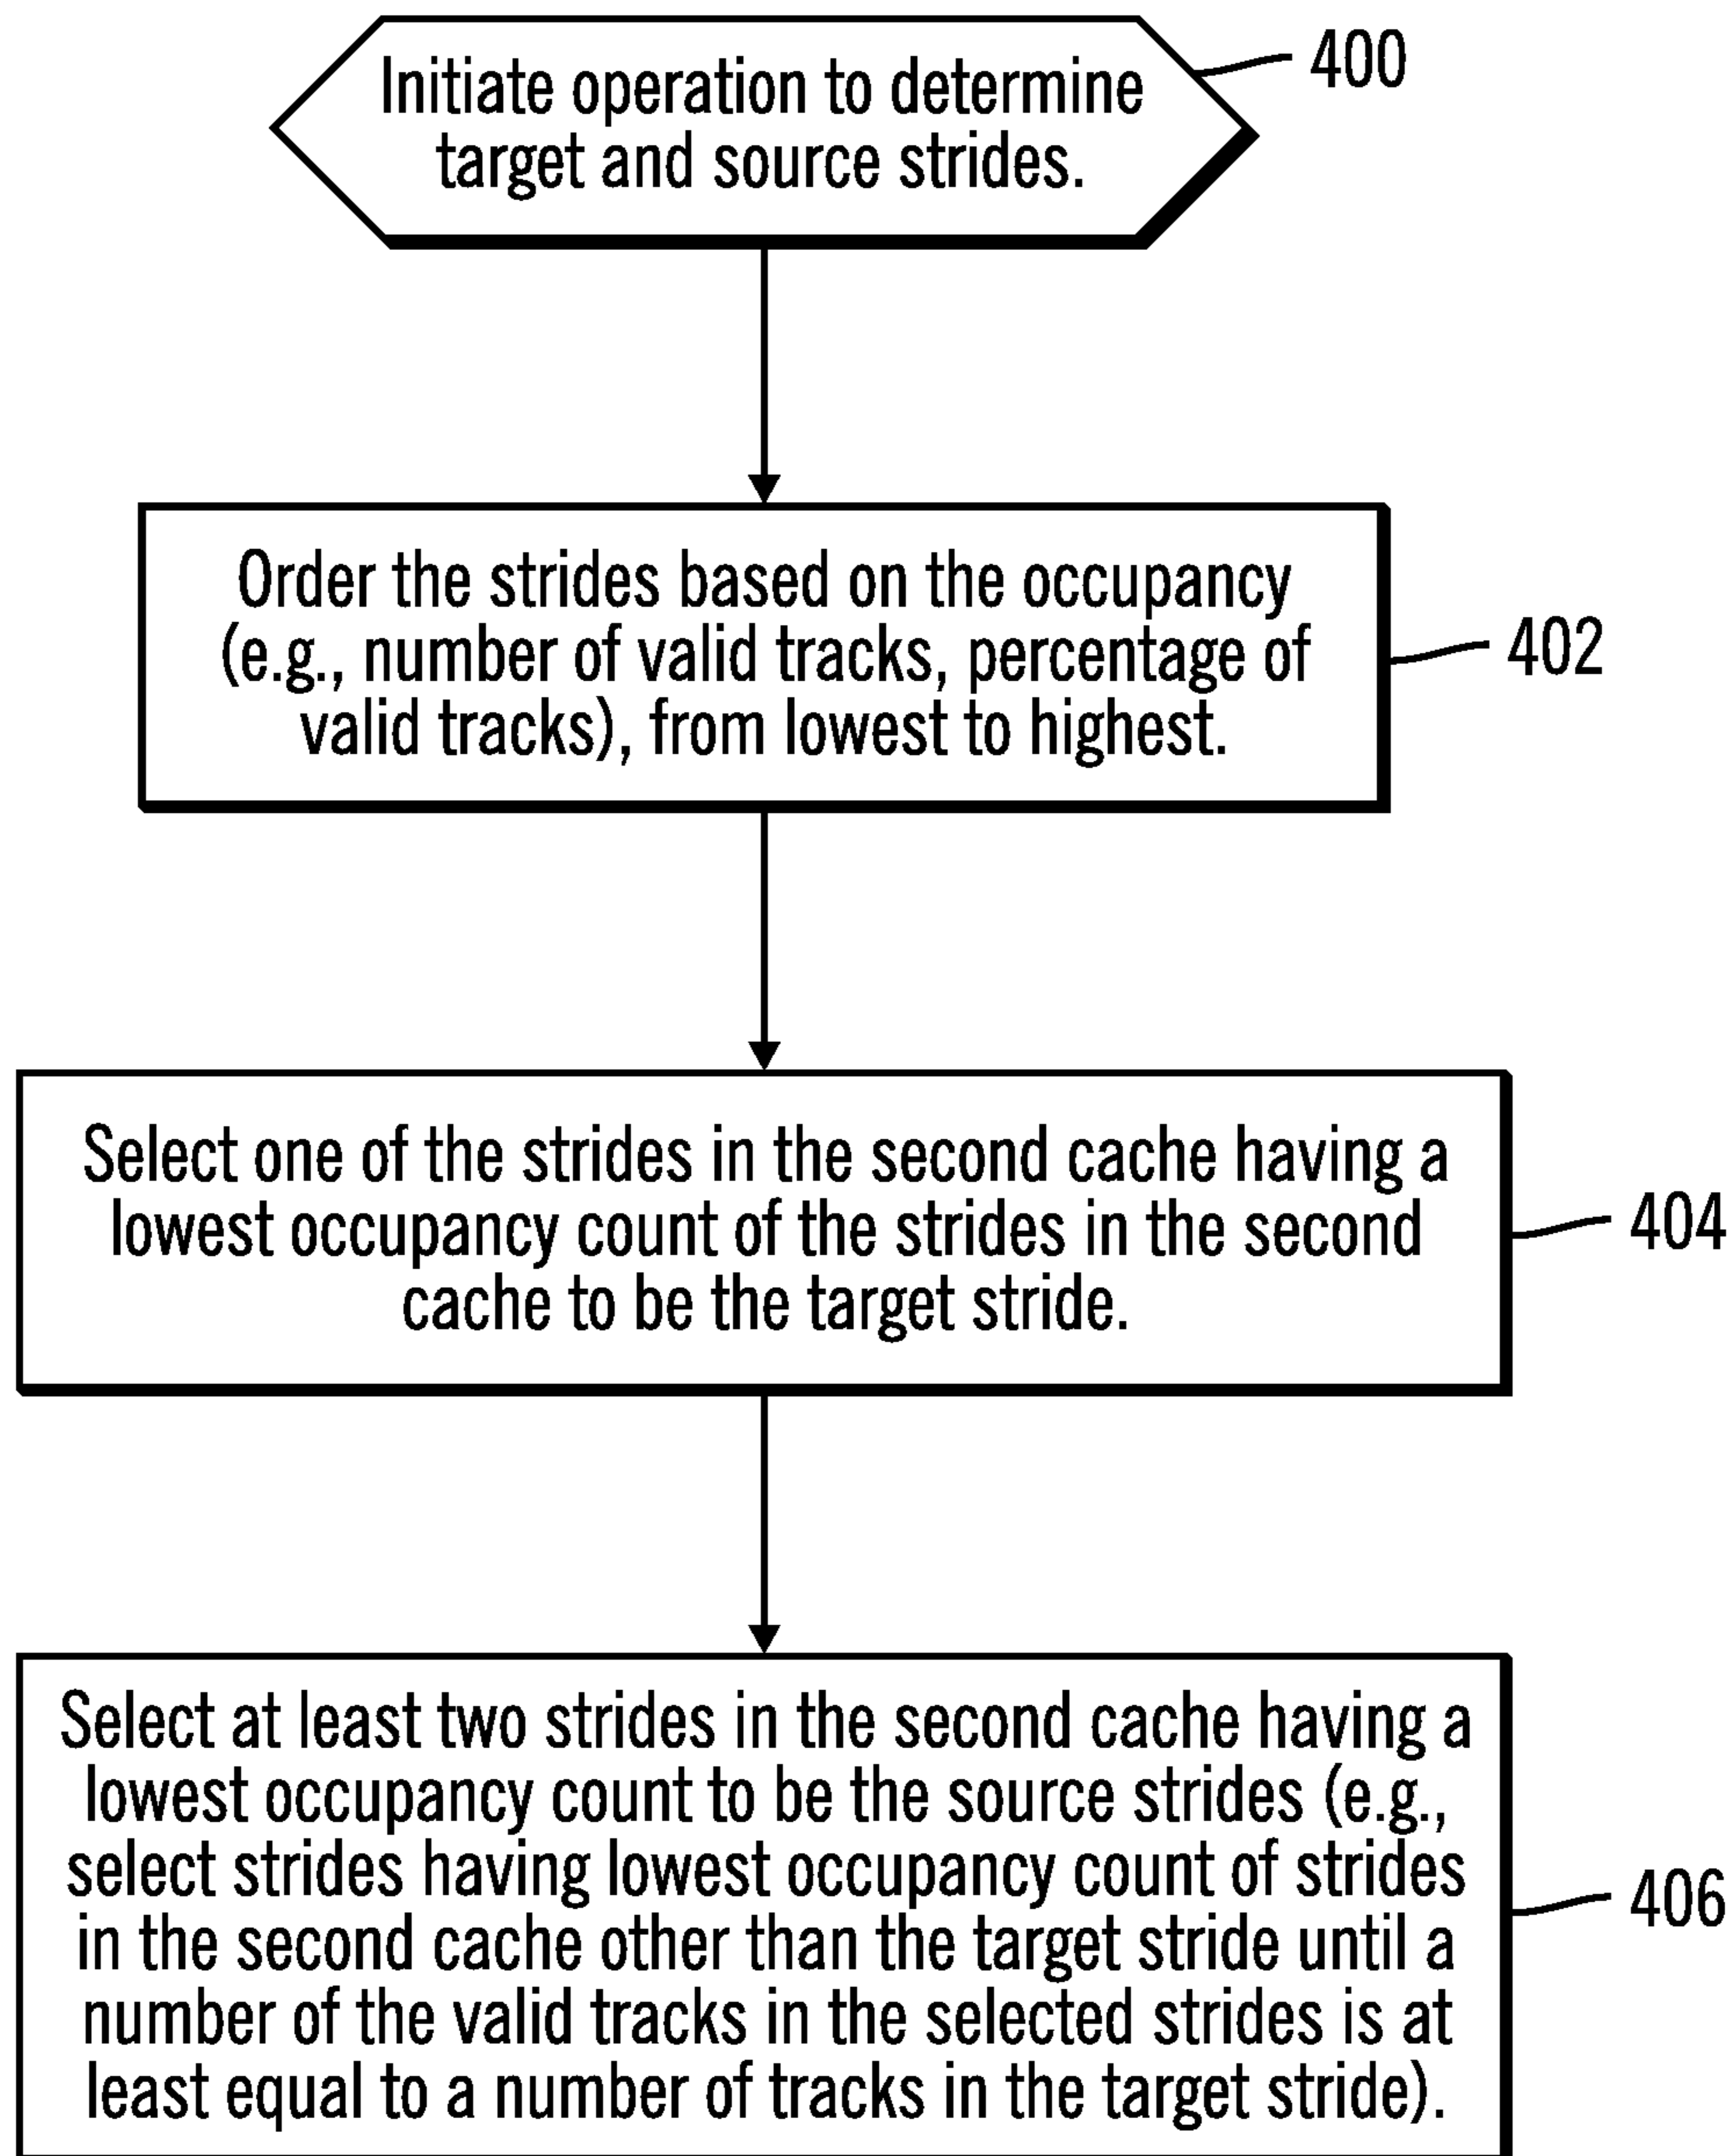 Initiate operation to determine
target and source strides.
400
Order the strides based on the occupancy
(e.g., number of valid tracks, percentage of
valid tracks), from lowest to highest.
402
Select one of the strides in the second cache having a
lowest occupancy count of the strides in the second
cache to be the target stride.
404
Select at least two strides in the second cache having a
lowest occupancy count to be the source strides (e.g.,
select strides having lowest occupancy count of strides
in the second cache other than the target stride until a
number of the valid tracks in the selected strides is at
least equal to a number of tracks in the target stride).
406